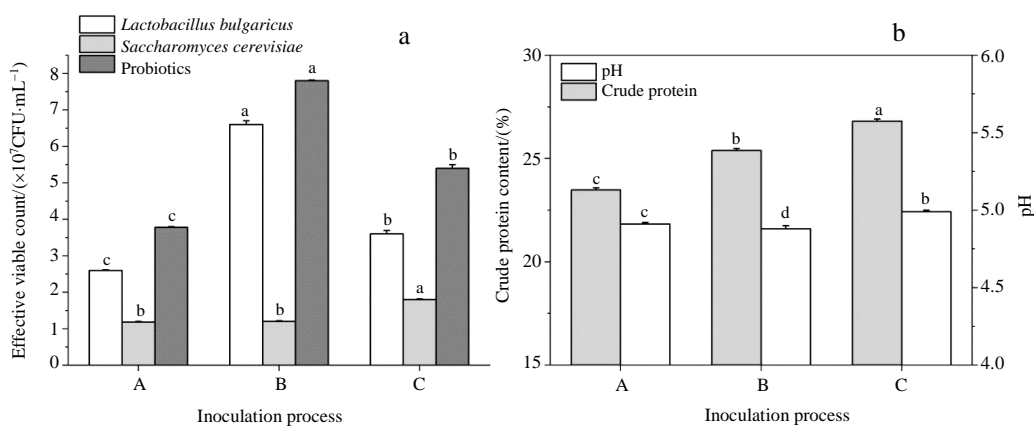 a
Lactobacillus bulgaricus
Saccharomyces cerevisiae
Probiotics
Effective viable count/(×10⁷CFU·mL⁻¹)
8
7
6
5
4
3
2
1
0
c
b
c
a
b
a
b
a
b
A
B
C
Inoculation process
b
pH
Crude protein
Crude protein content/(%)
30
25
20
15
c
c
b
d
a
b
6.0
5.5
5.0
4.5
4.0
pH
A
B
C
Inoculation process